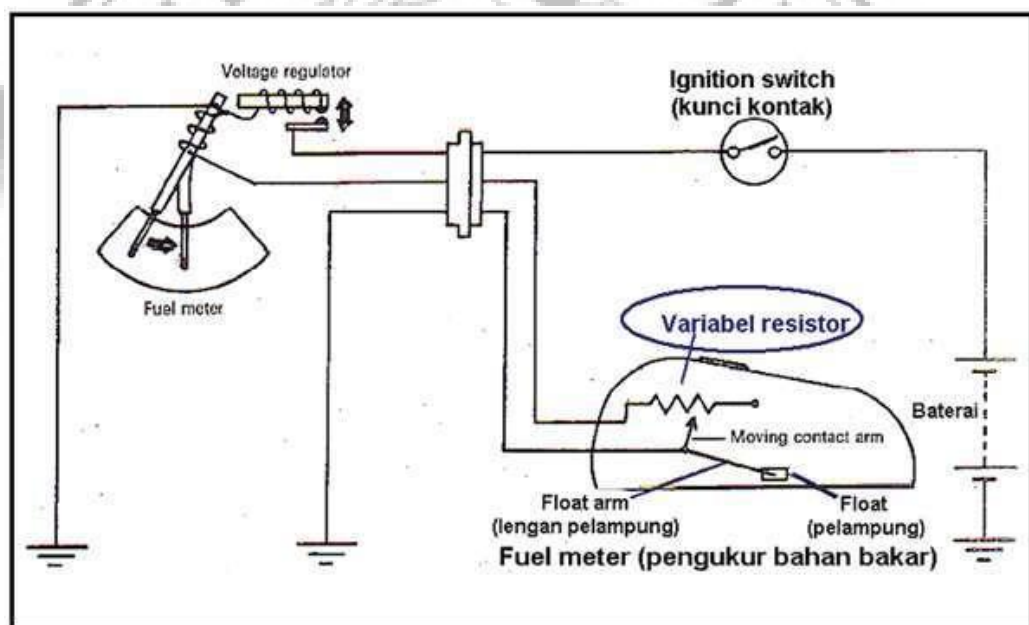 Voltage regulator
Ignition switch
(kunci kontak)
Fuel meter
Variabel resistor
Baterai
Moving contact arm
Float arm
(lengan pelampung)
Float
(pelampung)
Fuel meter (pengukur bahan bakar)